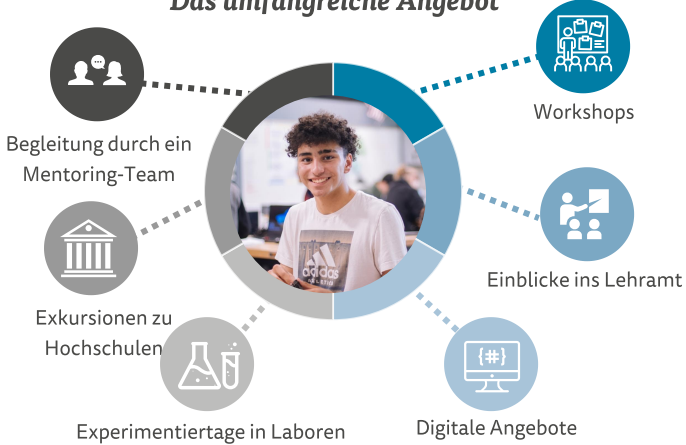 Das umfangreiche Angebot
Workshops
Begleitung durch ein
Mentoring-Team
Einblicke ins Lehramt
Exkursionen zu
Hochschulen
{#}
Digitale Angebote
Experimentiertage in Laboren
adidas